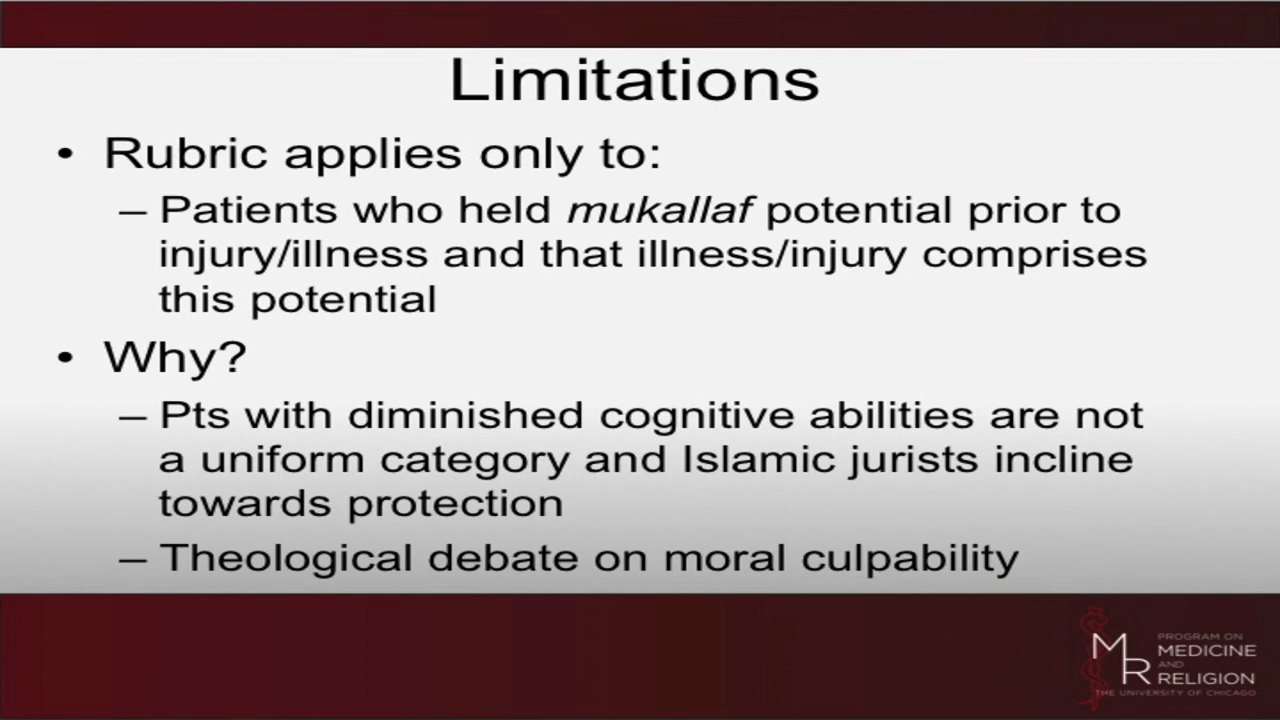 Limitations
• Rubric applies only to:
– Patients who held mukallaf potential prior to
injury/illness and that illness/injury comprises
this potential
• Why?
– Pts with diminished cognitive abilities are not
a uniform category and Islamic jurists incline
towards protection
– Theological debate on moral culpability
MR
PROGRAM ON
MEDICINE
AND
RELIGION
THE UNIVERSITY OF CHICAGO